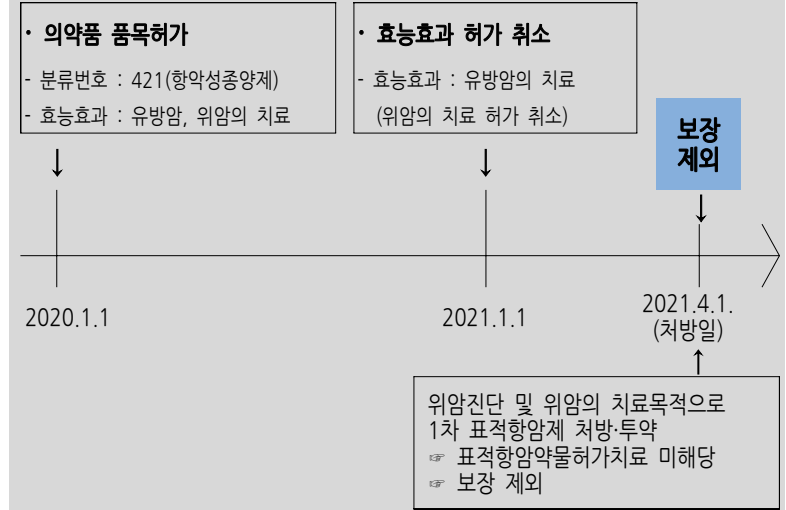 · 의약품 품목허가
- 분류번호 : 421(항악성종양제)
- 효능효과 : 유방암, 위암의 치료
· 효능효과 허가 취소
- 효능효과 : 유방암의 치료
(위암의 치료 허가 취소)
보장
제외
↓
↓
↓
2020.1.1
2021.1.1
2021.4.1.
(처방일)
↑
위암진단 및 위암의 치료목적으로
1차 표적항암제 처방·투약
☞ 표적항암약물허가치료 미해당
☞ 보장 제외